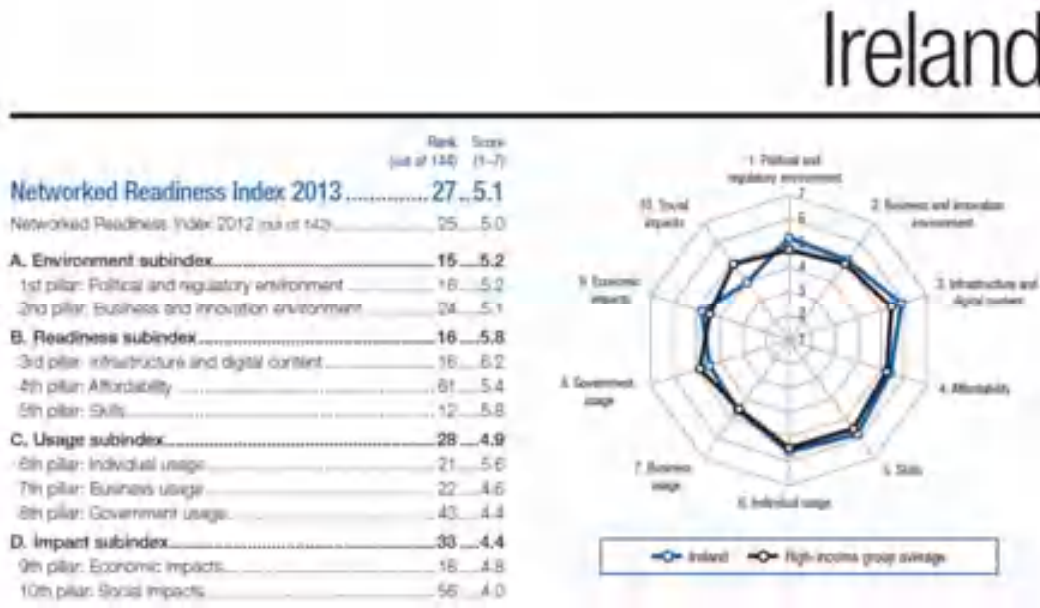 Ireland
Rank Score
(out of 144) (1–7)
Networked Readiness Index 2013 27 5.1
Networked Readiness Index 2012 (out of 142) 25 5.0
A. Environment subindex 15 5.2
1st pillar: Political and regulatory environment 16 5.2
2nd pillar: Business and innovation environment 24 5.1
B. Readiness subindex 16 5.8
3rd pillar: Infrastructure and digital content 16 6.2
4th pillar: Affordability 61 5.4
5th pillar: Skills 12 5.8
C. Usage subindex 28 4.9
6th pillar: Individual usage 21 5.6
7th pillar: Business usage 22 4.6
8th pillar: Government usage 43 4.4
D. Impact subindex 33 4.4
9th pillar: Economic impacts 16 4.8
10th pillar: Social impacts 56 4.0
1. Political and
regulatory environment
2. Business and innovation
environment
3. Infrastructure and
digital content
4. Affordability
5. Skills
6. Individual usage
7. Business
usage
8. Government
usage
9. Economic
impacts
10. Social
impacts
7
6
4
3
2
1
Ireland High-income group average